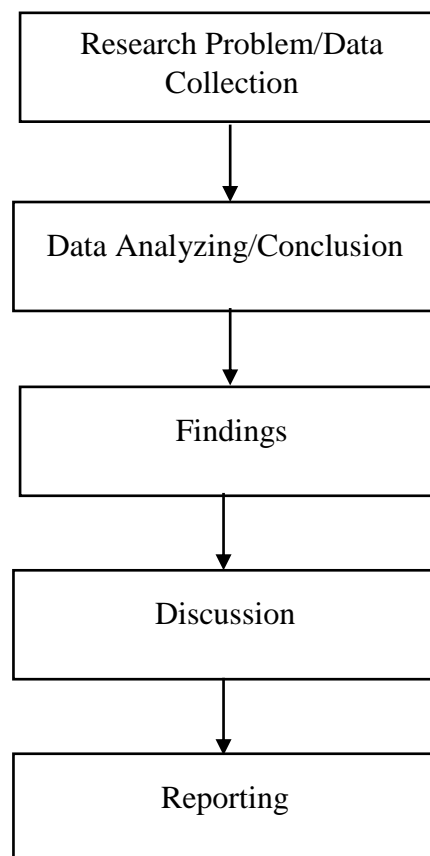 Research Problem/Data
Collection
Data Analyzing/Conclusion
Findings
Discussion
Reporting